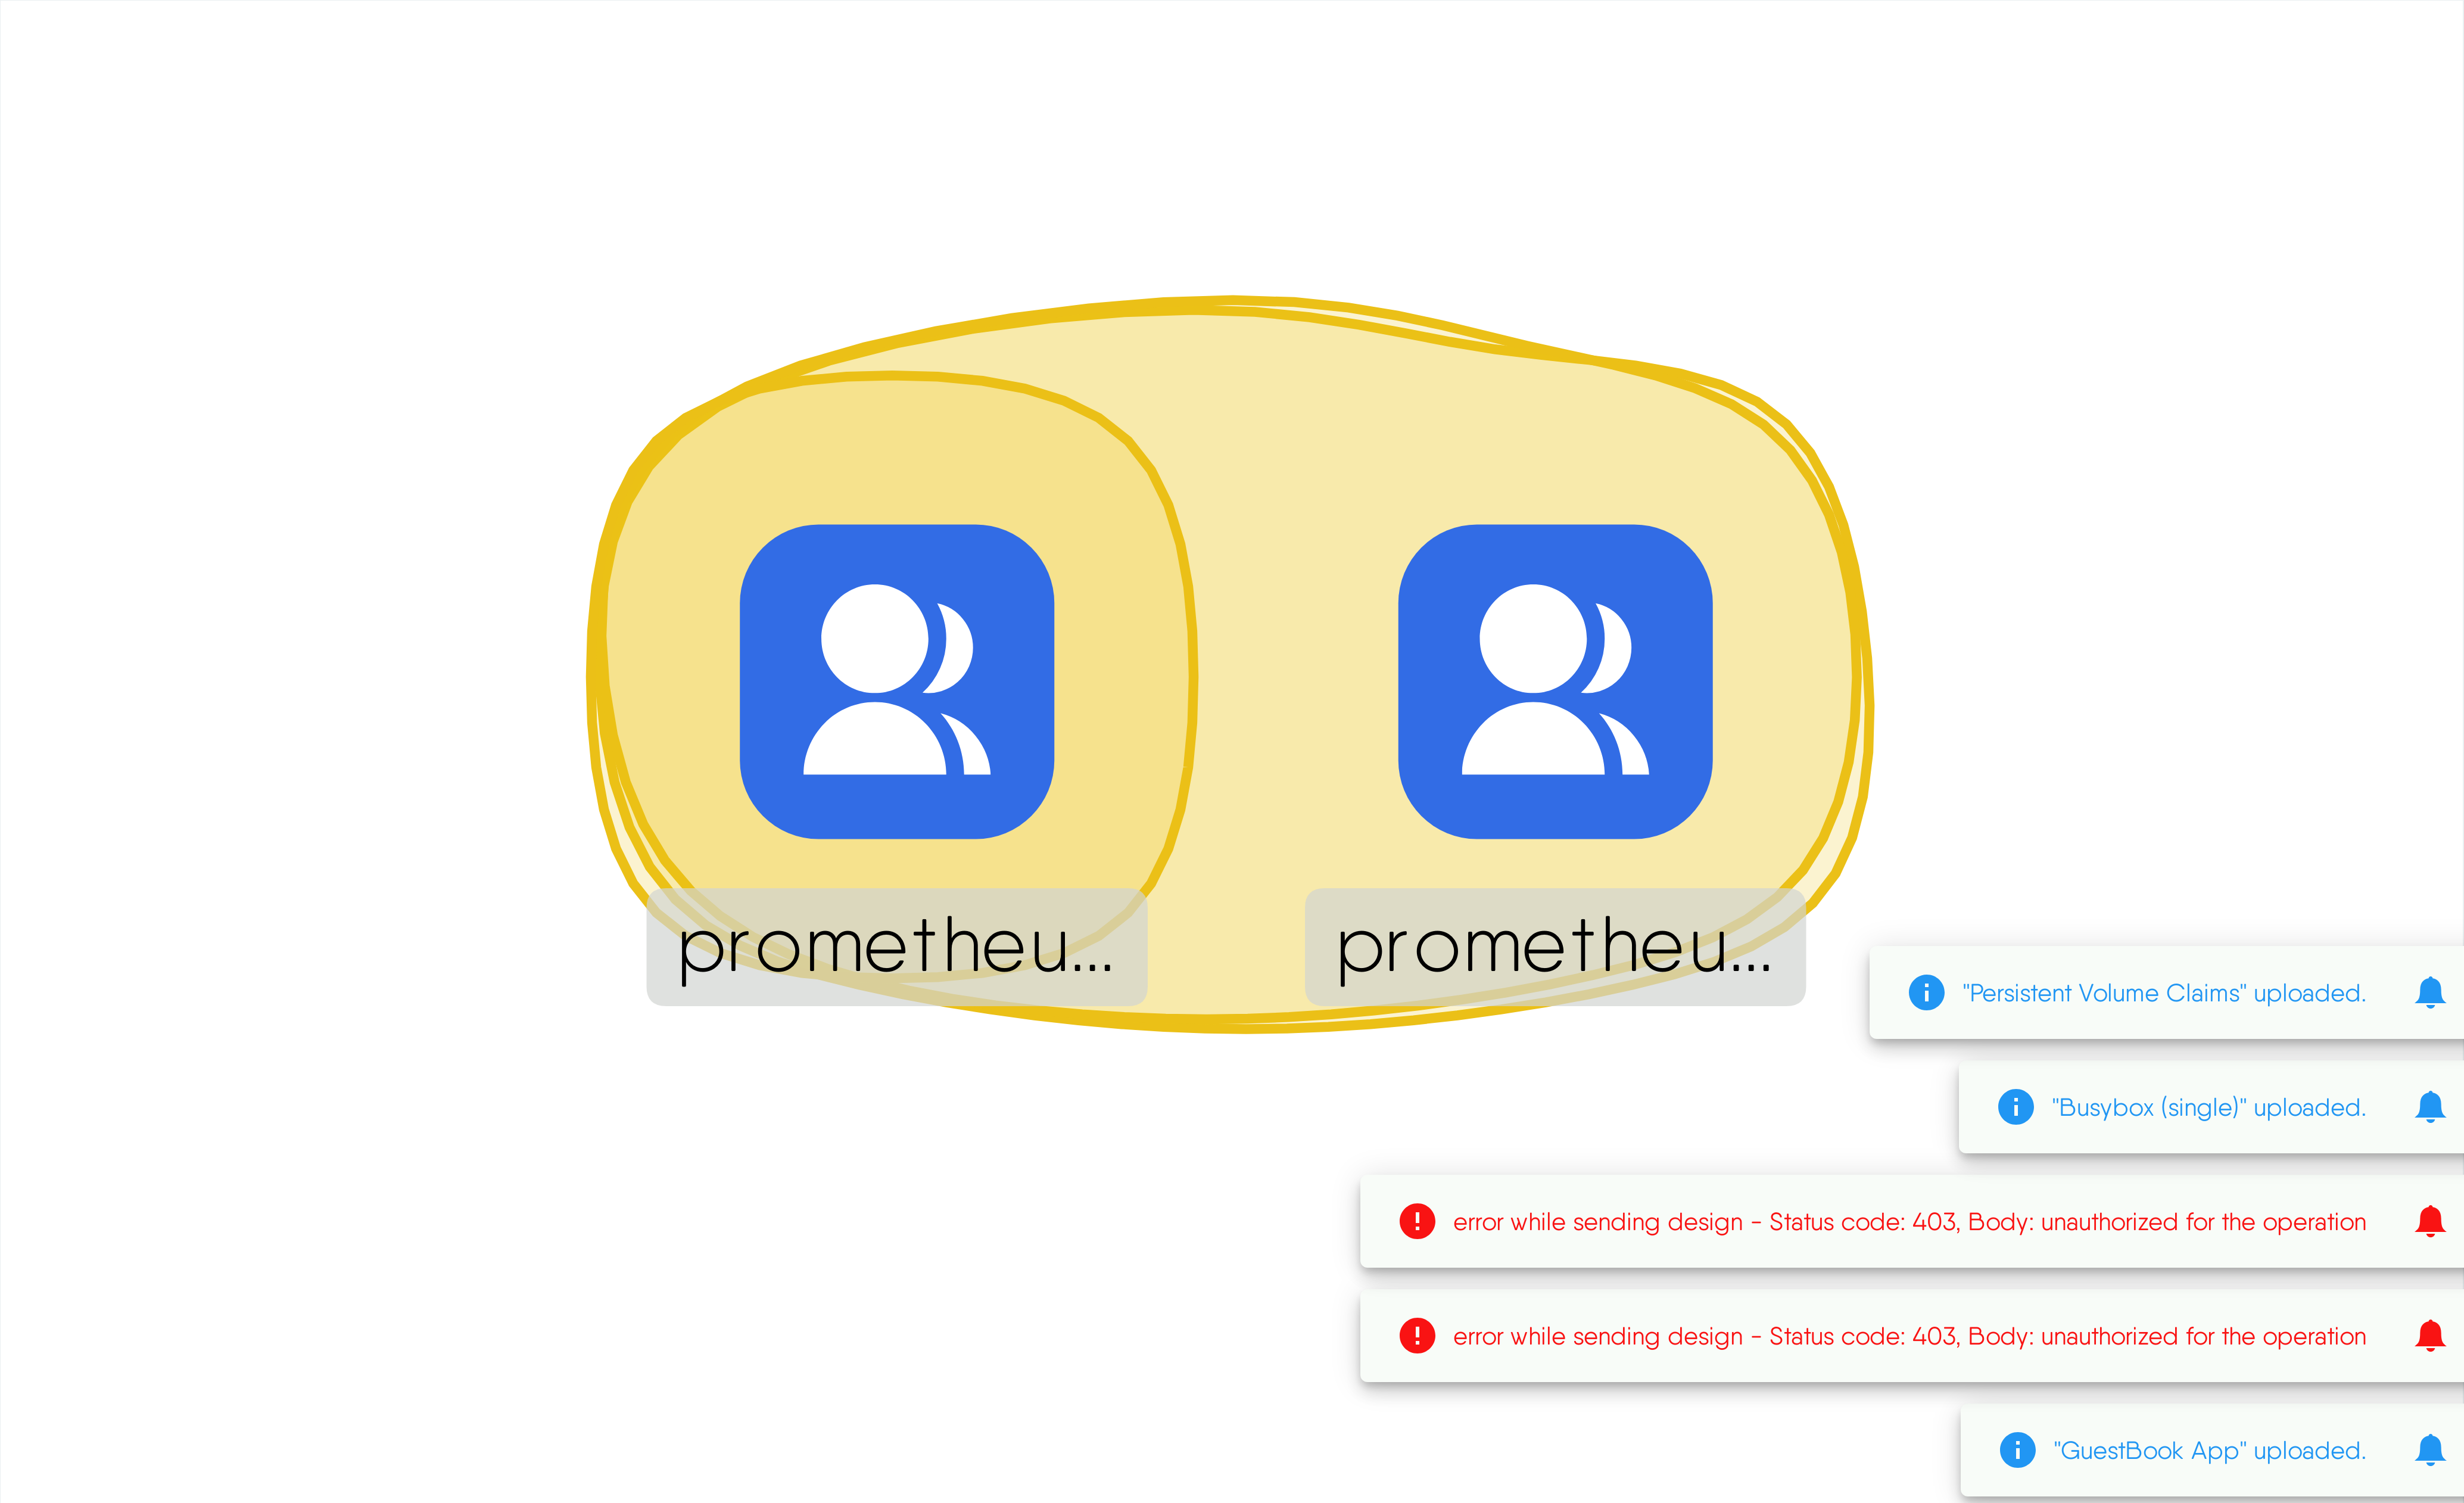 prometheu...
prometheu...
"Persistent Volume Claims" uploaded.
"Busybox (single)" uploaded.
error while sending design - Status code: 403, Body: unauthorized for the operation
error while sending design - Status code: 403, Body: unauthorized for the operation
"GuestBook App" uploaded.